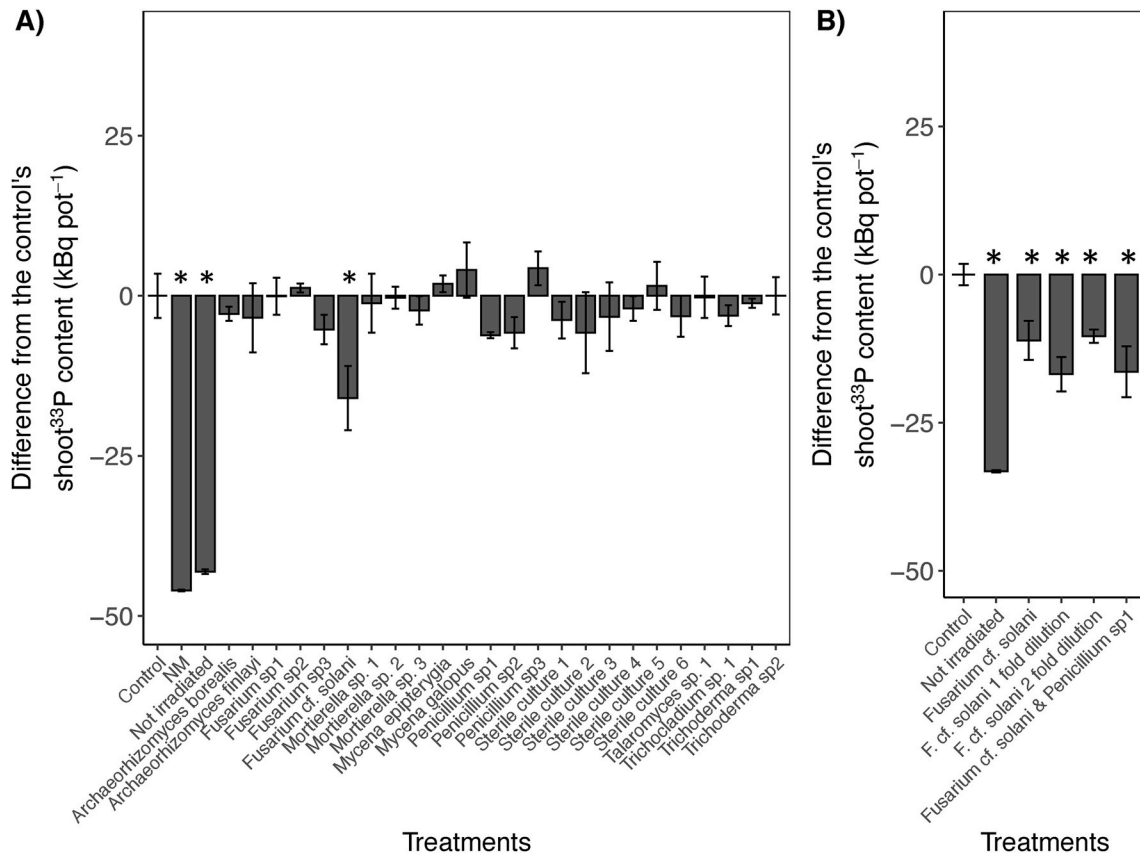 A)
Difference from the control's
shoot³³P content (kBq pot⁻¹)
25
0
−25
−50
* * *
Control
NM
Not irradiated
Archaeorhizomyces borealis
Archaeorhizomyces finlayi
Fusarium sp1
Fusarium sp2
Fusarium sp3
Fusarium cf. solani
Mortierella sp. 1
Mortierella sp. 2
Mortierella sp. 3
Mycena epipterygia
Mycena galopus
Penicillium sp1
Penicillium sp2
Penicillium sp3
Sterile culture 1
Sterile culture 2
Sterile culture 3
Sterile culture 4
Sterile culture 5
Sterile culture 6
Talaromyces sp. 1
Trichocladium sp. 1
Trichoderma sp1
Trichoderma sp2
Treatments
B)
Difference from the control's
shoot³³P content (kBq pot⁻¹)
25
0
−25
−50
* * * * *
Control
Not irradiated
Fusarium cf. solani
F. cf. solani 1 fold dilution
F. cf. solani 2 fold dilution
Fusarium cf. solani & Penicillium sp1
Treatments